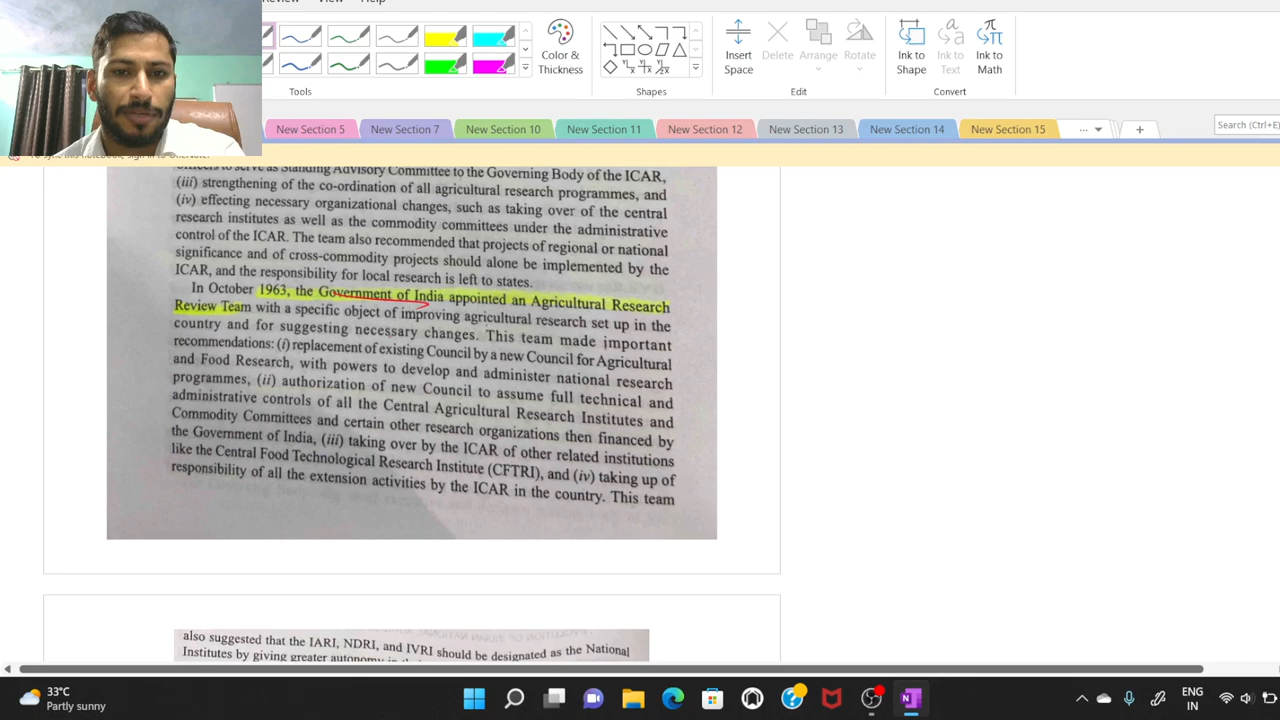 Help
Color &
Thickness
Insert
Space
Delete
Arrange
Rotate
Ink to
Shape
Ink to
Text
Ink to
Math
Tools
Shapes
Edit
Convert
New Section 5
New Section 7
New Section 10
New Section 11
New Section 12
New Section 13
New Section 14
New Section 15
...
+
Search (Ctrl+E)
officers to serve as Standing Advisory Committee to the Governing Body of the ICAR,
(iii) strengthening of the co-ordination of all agricultural research programmes, and
(iv) effecting necessary organizational changes, such as taking over of the central
research institutes as well as the commodity committees under the administrative
control of the ICAR. The team also recommended that projects of regional or national
significance and of cross-commodity projects should alone be implemented by the
ICAR, and the responsibility for local research is left to states.
In October 1963, the Government of India appointed an Agricultural Research
Review Team with a specific object of improving agricultural research set up in the
country and for suggesting necessary changes. This team made important
recommendations: (i) replacement of existing Council by a new Council for Agricultural
and Food Research, with powers to develop and administer national research
programmes, (ii) authorization of new Council to assume full technical and
administrative controls of all the Central Agricultural Research Institutes and
Commodity Committees and certain other research organizations then financed by
the Government of India, (iii) taking over by the ICAR of other related institutions
like the Central Food Technological Research Institute (CFTRI), and (iv) taking up of
responsibility of all the extension activities by the ICAR in the country. This team
also suggested that the IARI, NDRI, and IVRI should be designated as the National
Institutes by giving greater autonomy in
33°C
Partly sunny
ENG
IN